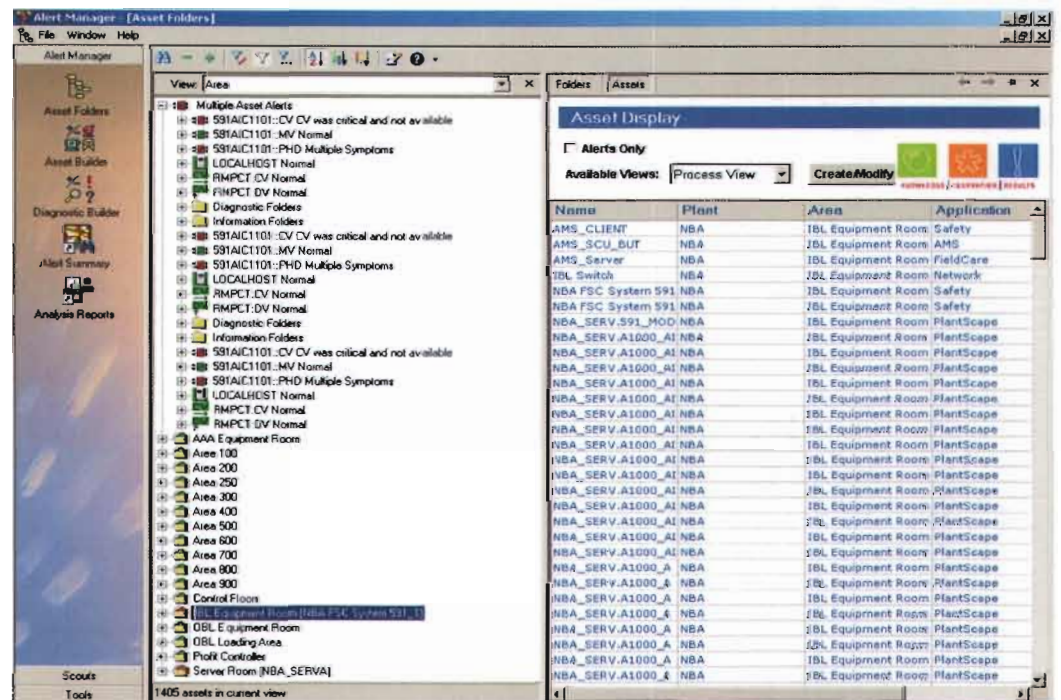 Alert Manager - [Asset Folders]
File Window Help
Alert Manager
Asset Folders
Asset Builder
Diagnostic Builder
Alert Summary
Analysis Reports
Scouts
Tools
View: Area
Multiple Asset Alerts
591AIC1101::CV CV was critical and not available
591AIC1101::MV Normal
591AIC1101::PHD Multiple Symptoms
LOCALHOST Normal
RMPCT:CV Normal
RMPCT:DV Normal
Diagnostic Folders
Information Folders
591AIC1101::CV CV was critical and not available
591AIC1101::MV Normal
591AIC1101::PHD Multiple Symptoms
LOCALHOST Normal
RMPCT:CV Normal
RMPCT:DV Normal
Diagnostic Folders
Information Folders
591AIC1101::CV CV was critical and not available
591AIC1101::MV Normal
591AIC1101::PHD Multiple Symptoms
LOCALHOST Normal
RMPCT:CV Normal
RMPCT:DV Normal
AAA Equipment Room
Area 100
Area 200
Area 250
Area 300
Area 400
Area 500
Area 600
Area 700
Area 800
Area 900
Control Floom
IBL Equipment Room [NBA FSC System 591
OBL Equipment Room
OBL Loading Area
Profit Controller
Server Room [NBA_SERVA]
1405 assets in current view
Folders Assets
Asset Display
Alerts Only
Available Views: Process View Create/Modify
Name Plant Area Application
AMS_CLIENT NBA IBL Equipment Room Safety
AMS_SCU_BUT NBA IBL Equipment Room AMS
AMS_Server NBA IBL Equipment Room FieldCare
IBL Switch NBA IBL Equipment Room Network
NBA FSC System 591 NBA IBL Equipment Room Safety
NBA FSC System 591 NBA IBL Equipment Room Safety
NBA_SERV.591_MOD NBA IBL Equipment Room PlantScape
NBA_SERV.A1000_AI NBA IBL Equipment Room PlantScape
NBA_SERV.A1000_AI NBA IBL Equipment Room PlantScape
NBA_SERV.A1000_AI NBA IBL Equipment Room PlantScape
NBA_SERV.A1000_AI NBA IBL Equipment Room PlantScape
NBA_SERV.A1000_AI NBA IBL Equipment Room PlantScape
NBA_SERV.A1000_AI NBA IBL Equipment Room PlantScape
NBA_SERV.A1000_AI NBA IBL Equipment Room PlantScape
NBA_SERV.A1000_AI NBA IBL Equipment Room PlantScape
NBA_SERV.A1000_AI NBA IBL Equipment Room PlantScape
NBA_SERV.A1000_AI NBA IBL Equipment Room PlantScape
NBA_SERV.A1000_AI NBA IBL Equipment Room PlantScape
NBA_SERV.A1000_AI NBA IBL Equipment Room PlantScape
NBA_SERV.A1000_AI NBA IBL Equipment Room PlantScape
NBA_SERV.A1000_A NBA IBL Equipment Room PlantScape
NBA_SERV.A1000_A NBA IBL Equipment Room PlantScape
NBA_SERV.A1000_A NBA IBL Equipment Room PlantScape
NBA_SERV.A1000_A NBA IBL Equipment Room PlantScape
NBA_SERV.A1000_A NBA IBL Equipment Room PlantScape
NBA_SERV.A1000_A NBA IBL Equipment Room PlantScape
NBA_SERV.A1000_A NBA IBL Equipment Room PlantScape
NBA_SERV.A1000_A NBA IBL Equipment Room PlantScape